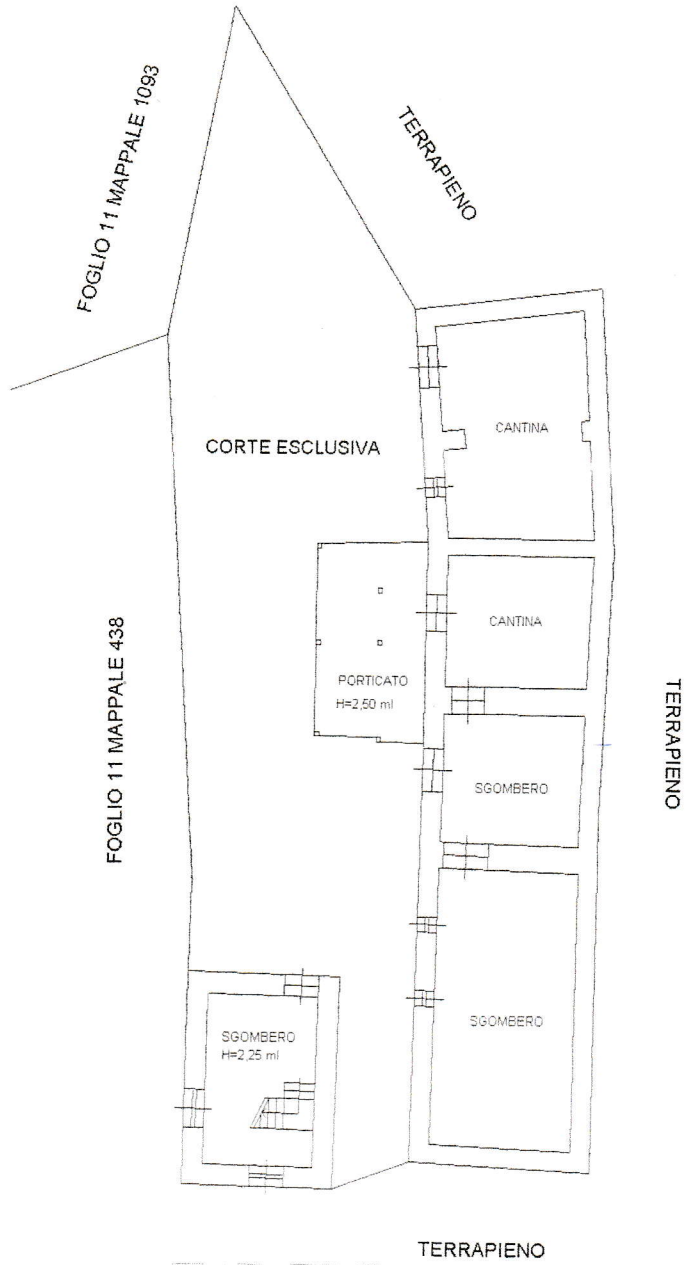 FOGLIO 11 MAPPALE 1093
TERRAPIENO
CORTE ESCLUSIVA
CANTINA
CANTINA
PORTICATO
H=2,50 ml
FOGLIO 11 MAPPALE 438
TERRAPIENO
SGOMBERO
SGOMBERO
SGOMBERO
H=2,25 ml
TERRAPIENO